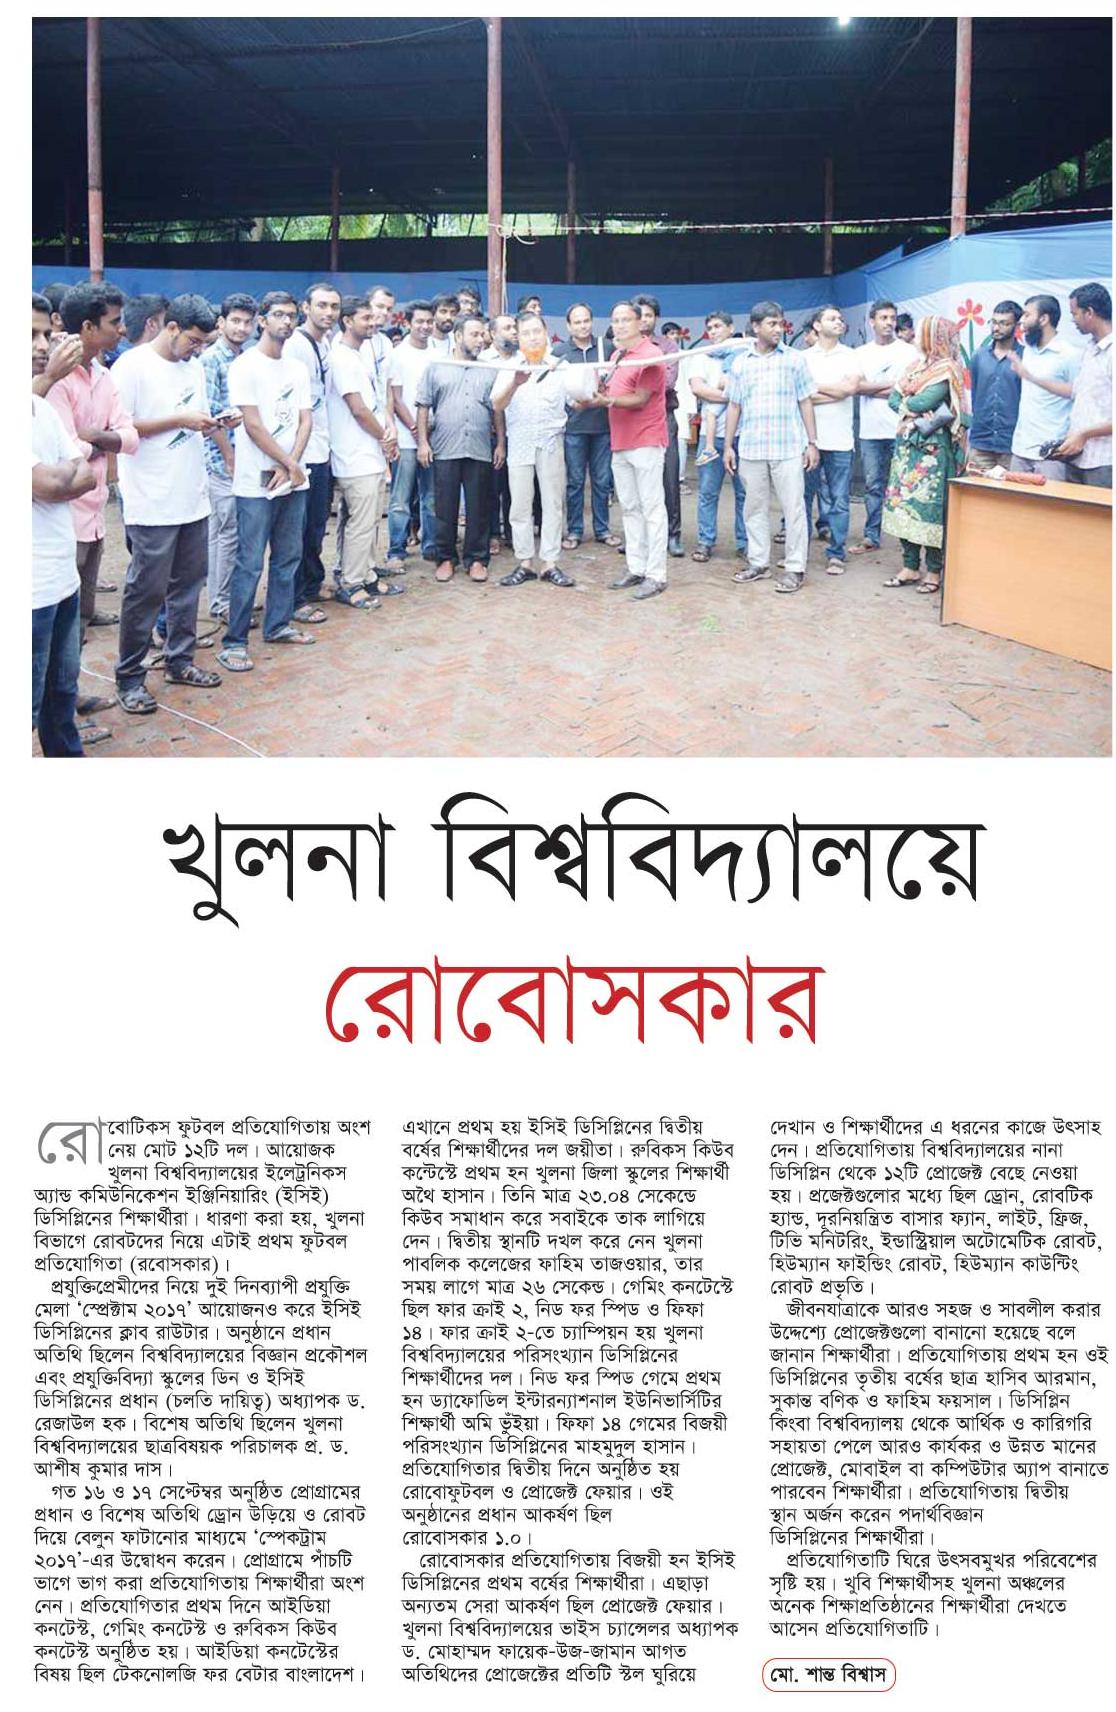 খুলনা বিশ্ববিদ্যালয়ে
রোবোসকার
রোবোটিকস ফুটবল প্রতিযোগিতায় অংশ
নেয় মোট ১২টি দল। আয়োজক
খুলনা বিশ্ববিদ্যালয়ের ইলেট্রনিকস
অ্যান্ড কমিউনিকেশন ইঞ্জিনিয়ারিং (ইসিই)
ডিসিপ্লিনের শিক্ষার্থীরা। ধারণা করা হয়, খুলনা
বিভাগে রোবটদের নিয়ে এটাই প্রথম ফুটবল
প্রতিযোগিতা (রবোসকার)।
প্রযুক্তিপ্রেমীদের নিয়ে দুই দিনব্যাপী প্রযুক্তি
মেলা ‘স্প্রেক্টাম ২০১৭’ আয়োজনও করে ইসিই
ডিসিপ্লিনের ক্লাব রাউটার। অনুষ্ঠানে প্রধান
অতিথি ছিলেন বিশ্ববিদ্যালয়ের বিজ্ঞান প্রকৌশল
এবং প্রযুক্তিবিদ্যা স্কুলের ডিন ও ইসিই
ডিসিপ্লিনের প্রধান (চলতি দায়িত্ব) অধ্যাপক ড.
রেজাউল হক। বিশেষ অতিথি ছিলেন খুলনা
বিশ্ববিদ্যালয়ের ছাত্রবিষয়ক পরিচালক প্র. ড.
আশীষ কুমার দাস।
গত ১৬ ও ১৭ সেপ্টেম্বর অনুষ্ঠিত প্রোগ্রামের
প্রধান ও বিশেষ অতিথি ড্রোন উড়িয়ে ও রোবট
দিয়ে বেলুন ফাটানোর মাধ্যমে ‘স্পেকট্রাম
২০১৭’-এর উদ্বোধন করেন। প্রোগ্রামে পাঁচটি
ভাগে ভাগ করা প্রতিযোগিতায় শিক্ষার্থীরা অংশ
নেন। প্রতিযোগিতার প্রথম দিনে আইডিয়া
কনটেস্ট, গেমিং কনটেস্ট ও রুবিকস কিউব
কনটেস্ট অনুষ্ঠিত হয়। আইডিয়া কনটেস্টের
বিষয় ছিল টেকনোলজি ফর বেটার বাংলাদেশ।
এখানে প্রথম হয় ইসিই ডিসিপ্লিনের দ্বিতীয়
বর্ষের শিক্ষার্থীদের দল জয়ীতা। রুবিকস কিউব
কন্টেস্টে প্রথম হন খুলনা জিলা স্কুলের শিক্ষার্থী
অথৈ হাসান। তিনি মাত্র ২৩.০৪ সেকেন্ডে
কিউব সমাধান করে সবাইকে তাক লাগিয়ে
দেন। দ্বিতীয় স্থানটি দখল করে নেন খুলনা
পাবলিক কলেজের ফাহিম তাজওয়ার, তার
সময় লাগে মাত্র ২৬ সেকেন্ড। গেমিং কনটেস্টে
ছিল ফার ক্রাই ২, নিড ফর স্পিড ও ফিফা
১৪। ফার ক্রাই ২-তে চ্যাম্পিয়ন হয় খুলনা
বিশ্ববিদ্যালয়ের পরিসংখ্যান ডিসিপ্লিনের
শিক্ষার্থীদের দল। নিড ফর স্পিড গেমে প্রথম
হন ড্যাফোডিল ইন্টারন্যাশনাল ইউনিভার্সিটির
শিক্ষার্থী অমি ভুঁইয়া। ফিফা ১৪ গেমের বিজয়ী
পরিসংখ্যান ডিসিপ্লিনের মাহমুদুল হাসান।
প্রতিযোগিতার দ্বিতীয় দিনে অনুষ্ঠিত হয়
রোবোফুটবল ও প্রোজেক্ট ফেয়ার। ওই
অনুষ্ঠানের প্রধান আকর্ষণ ছিল
রোবোসকার ১.০।
রোবোসকার প্রতিযোগিতায় বিজয়ী হন ইসিই
ডিসিপ্লিনের প্রথম বর্ষের শিক্ষার্থীরা। এছাড়া
অন্যতম সেরা আকর্ষণ ছিল প্রোজেক্ট ফেয়ার।
খুলনা বিশ্ববিদ্যালয়ের ভাইস চ্যান্সেলর অধ্যাপক
ড. মোহাম্মদ ফায়েক-উজ-জামান আগত
অতিথিদের প্রোজেক্টের প্রতিটি স্টল ঘুরিয়ে
দেখান ও শিক্ষার্থীদের এ ধরনের কাজে উৎসাহ
দেন। প্রতিযোগিতায় বিশ্ববিদ্যালয়ের নানা
ডিসিপ্লিন থেকে ১২টি প্রোজেক্ট বেছে নেওয়া
হয়। প্রজেক্টগুলোর মধ্যে ছিল ড্রোন, রোবটিক
হ্যান্ড, দূরনিয়ন্ত্রিত বাসার ফ্যান, লাইট, ফ্রিজ,
টিভি মনিটরিং, ইন্ডাস্ট্রিয়াল অটোমেটিক রোবট,
হিউম্যান ফাইন্ডিং রোবট, হিউম্যান কাউন্টিং
রোবট প্রভৃতি।
জীবনযাত্রাকে আরও সহজ ও সাবলীল করার
উদ্দেশ্যে প্রোজেক্টগুলো বানানো হয়েছে বলে
জানান শিক্ষার্থীরা। প্রতিযোগিতায় প্রথম হন ওই
ডিসিপ্লিনের তৃতীয় বর্ষের ছাত্র হাসিব আরমান,
সুকান্ত বণিক ও ফাহিম ফয়সাল। ডিসিপ্লিন
কিংবা বিশ্ববিদ্যালয় থেকে আর্থিক ও কারিগরি
সহায়তা পেলে আরও কার্যকর ও উন্নত মানের
প্রোজেক্ট, মোবাইল বা কম্পিউটার অ্যাপ বানাতে
পারবেন শিক্ষার্থীরা। প্রতিযোগিতায় দ্বিতীয়
স্থান অর্জন করেন পদার্থবিজ্ঞান
ডিসিপ্লিনের শিক্ষার্থীরা।
প্রতিযোগিতাটি ঘিরে উৎসবমুখর পরিবেশের
সৃষ্টি হয়। খুবি শিক্ষার্থীসহ খুলনা অঞ্চলের
অনেক শিক্ষাপ্রতিষ্ঠানের শিক্ষার্থীরা দেখতে
আসেন প্রতিযোগিতাটি।
মো. শান্ত বিশ্বাস